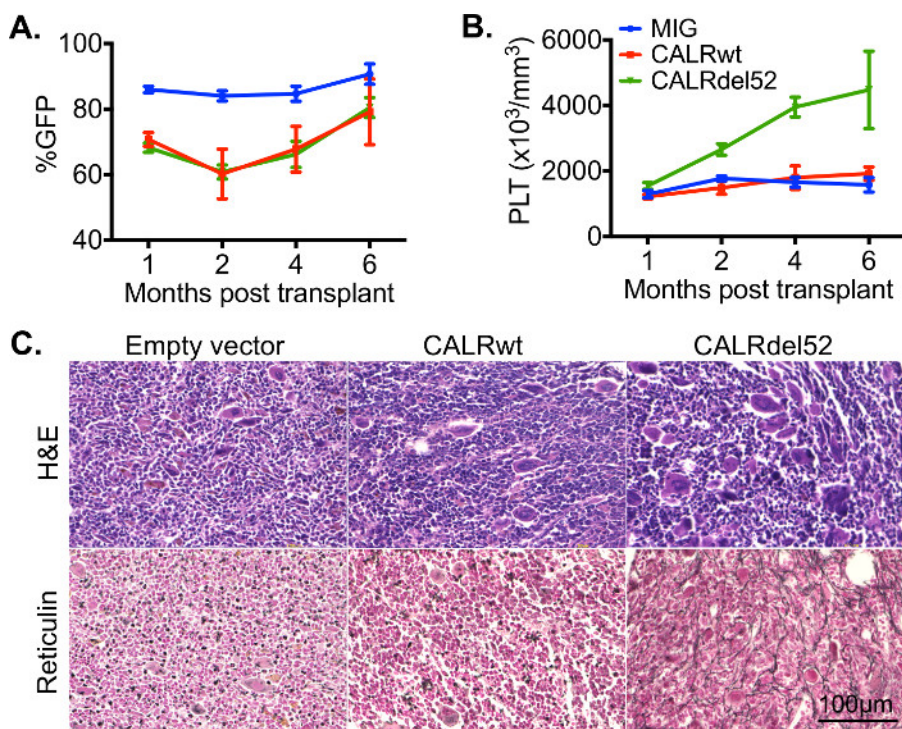 A.
100
80
60
40
%GFP
1 2 4 6
Months post transplant
B.
MIG
CALRwt
CALRdel52
6000
4000
2000
0
PLT (x10³/mm³)
1 2 4 6
Months post transplant
C.
Empty vector CALRwt CALRdel52
H&E
Reticulin
100µm